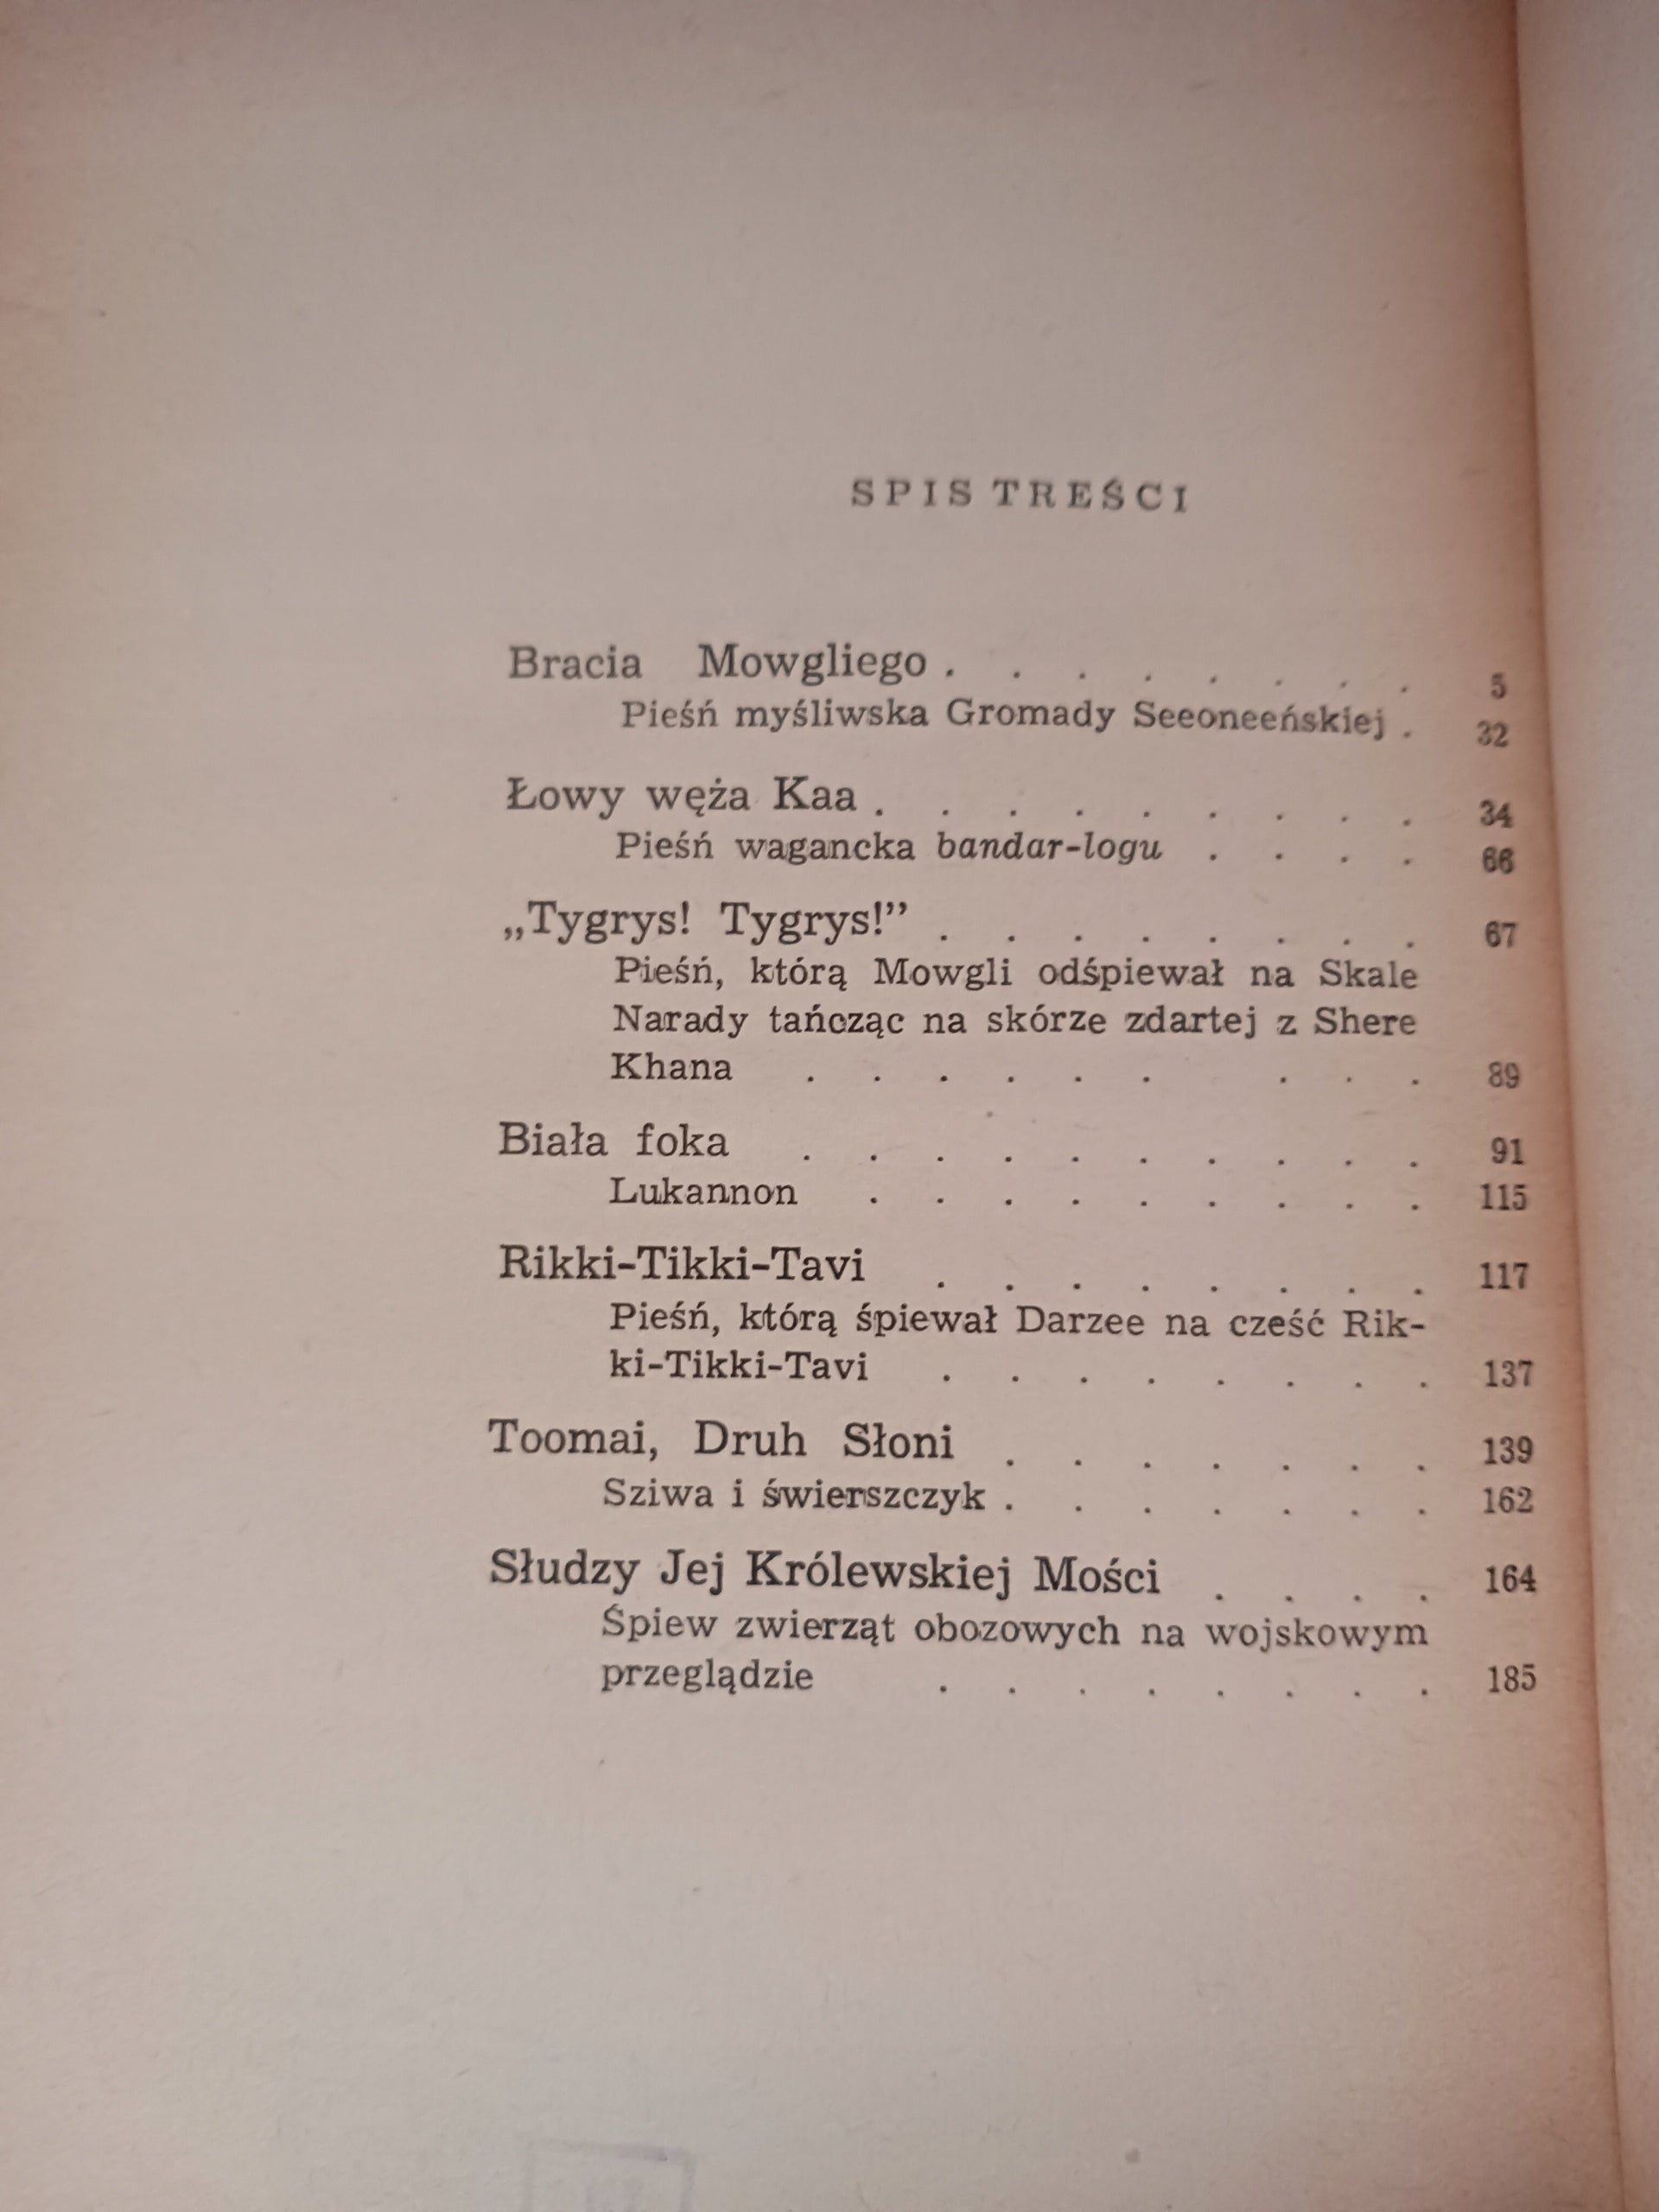 SPIS TREŚCI
Bracia Mowgliego . . . . . . . . 5
Pieśń myśliwska Gromady Seeoneeńskiej . 32
Łowy węża Kaa . . . . . . . . . 34
Pieśń wagancka bandar-logu . . . . 66
„Tygrys! Tygrys!” . . . . . . . . 67
Pieśń, którą Mowgli odśpiewał na Skale
Narady tańcząc na skórze zdartej z Shere
Khana . . . . . . . . . 89
Biała foka . . . . . . . . . . 91
Lukannon . . . . . . . . . 115
Rikki-Tikki-Tavi . . . . . . . . 117
Pieśń, którą śpiewał Darzee na cześć Rik-
ki-Tikki-Tavi . . . . . . . . 137
Toomai, Druh Słoni . . . . . . . 139
Sziwa i świerszczyk . . . . . . . 162
Słudzy Jej Królewskiej Mości . . . . 164
Śpiew zwierząt obozowych na wojskowym
przeglądzie . . . . . . . . 185